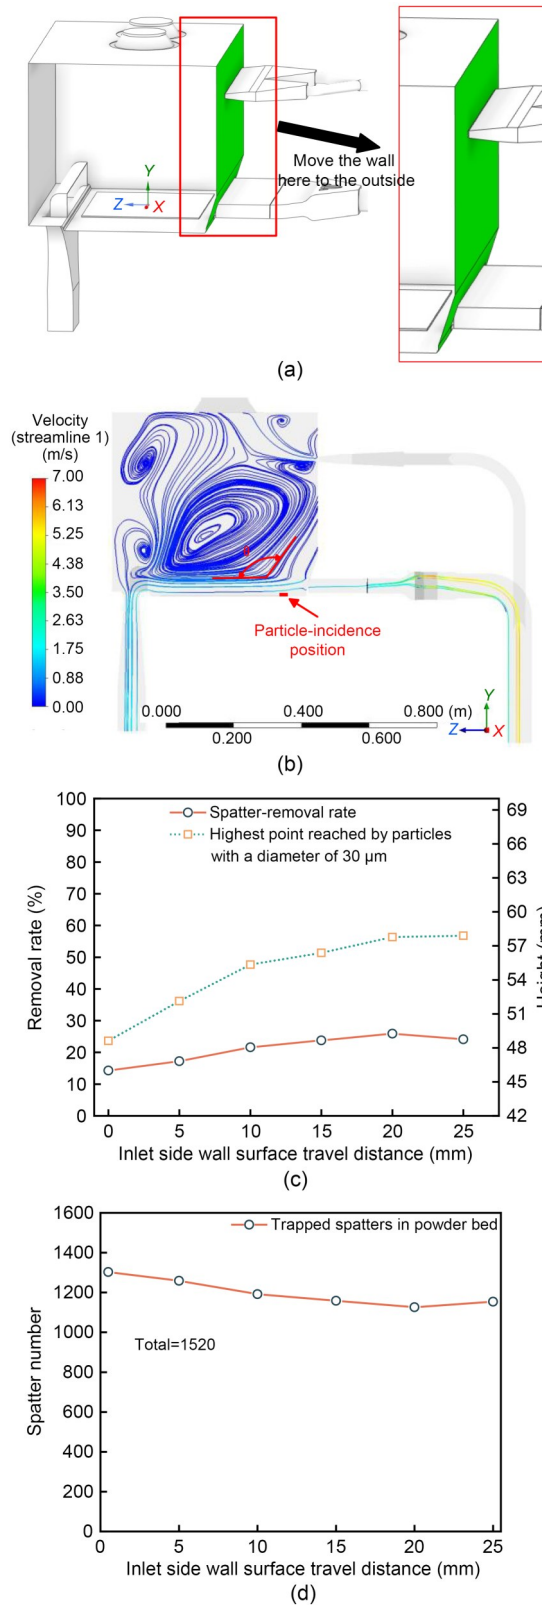 Y
Z
X
Move the wall
here to the outside
(a)
Velocity
(streamline 1)
(m/s)
7.00
6.13
5.25
4.38
3.50
2.63
1.75
0.88
0.00
θ
Particle-incidence
position
0.000 0.400 0.800 (m)
0.200 0.600
Y
Z
X
(b)
Removal rate (%)
100
90
80
70
60
50
40
30
20
10
0
Spatter-removal rate
Highest point reached by particles
with a diameter of 30 μm
69
66
63
60
57
54
51
48
45
42
Height (mm)
0 5 10 15 20 25
Inlet side wall surface travel distance (mm)
(c)
Spatter number
1600
1400
1200
1000
800
600
400
200
0
Trapped spatters in powder bed
Total=1520
0 5 10 15 20 25
Inlet side wall surface travel distance (mm)
(d)